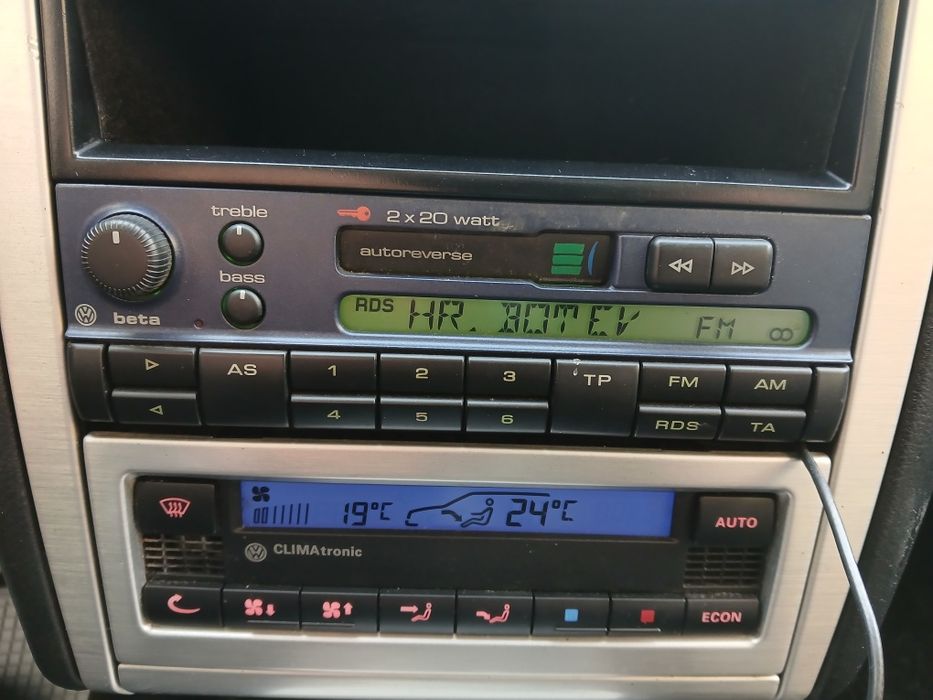 treble
2 x 20 watt
autoreverse
bass
beta
RDS HR. BOTEV FM
AS 1 2 3 TP FM AM
4 5 6 RDS TA
19°C 24°C
AUTO
CLIMAtronic
ECON